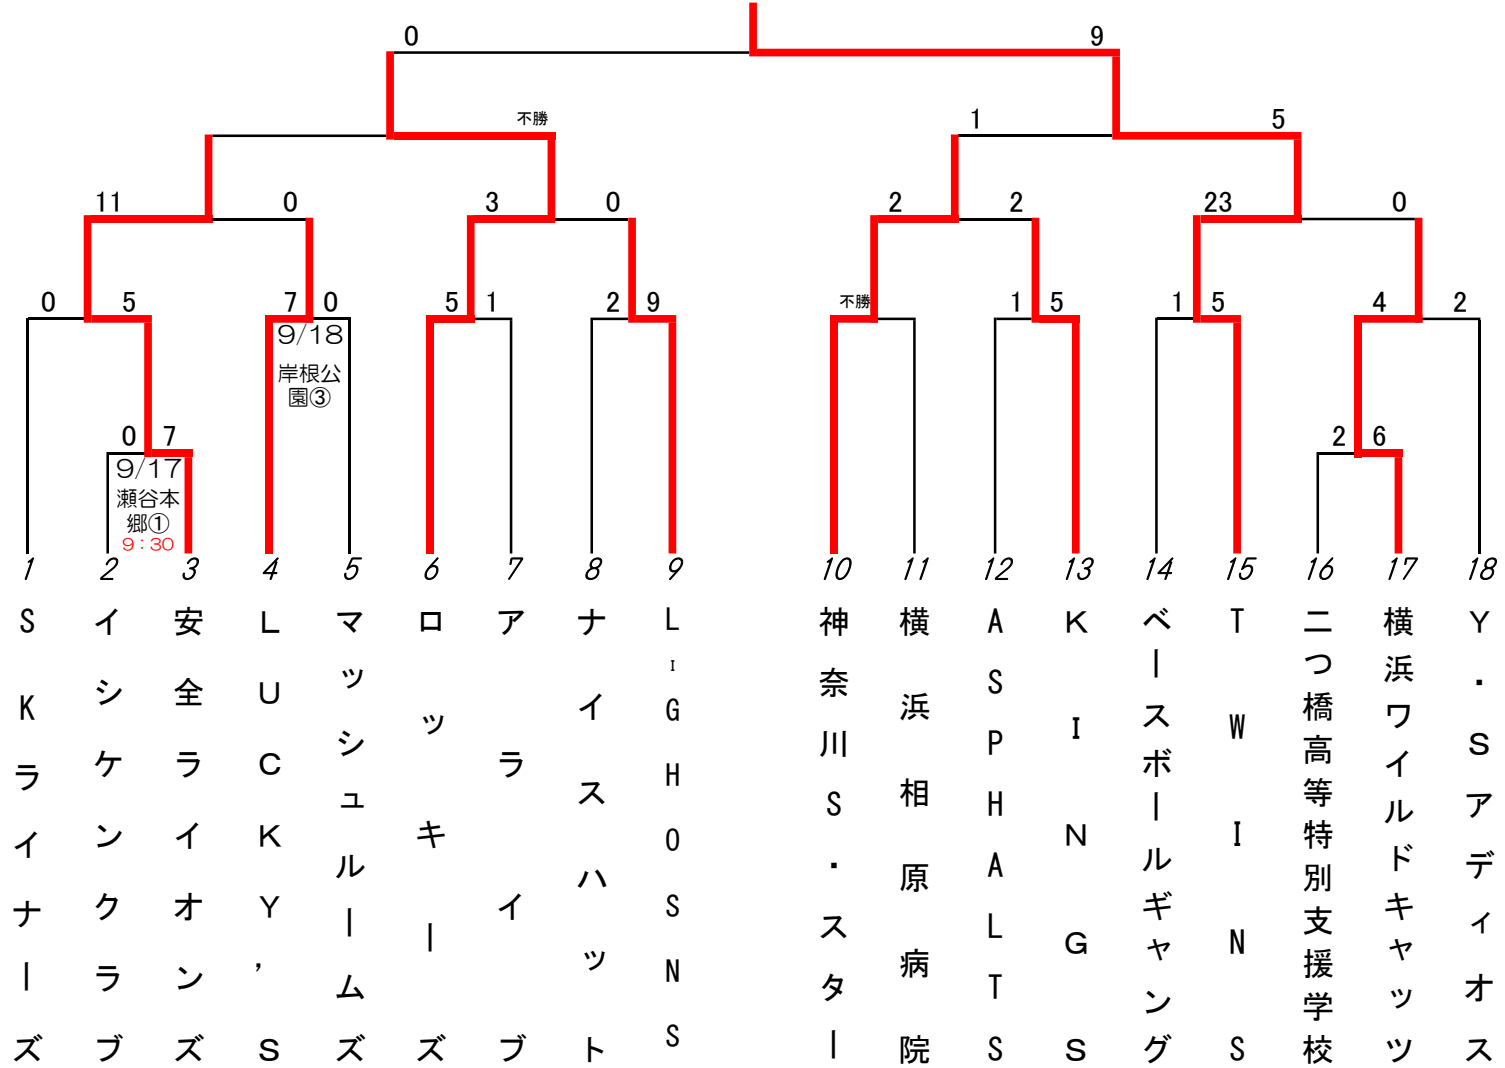 0 9
不勝 1 5
11 0 3 0 2 2 23 0
0 5 7 0 5 1 2 9 不勝 1 5 1 5 4 2
9/18
岸根公
園③
0 7 2 6
9/17
瀬谷本
郷①
9:30
1 2 3 4 5 6 7 8 9 10 11 12 13 14 15 16 17 18
SKライナーズ
イシケンクラブ
安全ライオンズ
LUCKY’S
マッシュルームズ
ロッキーズ
アライブ
ナイスハット
LIGHOSNS
神奈川S・スター
横浜相原病院
ASPHALTS
KINGS
ベースボールギャング
TWINS
二つ橋高等特別支援学校
横浜ワイルドキャッツ
Y・Sアディオス